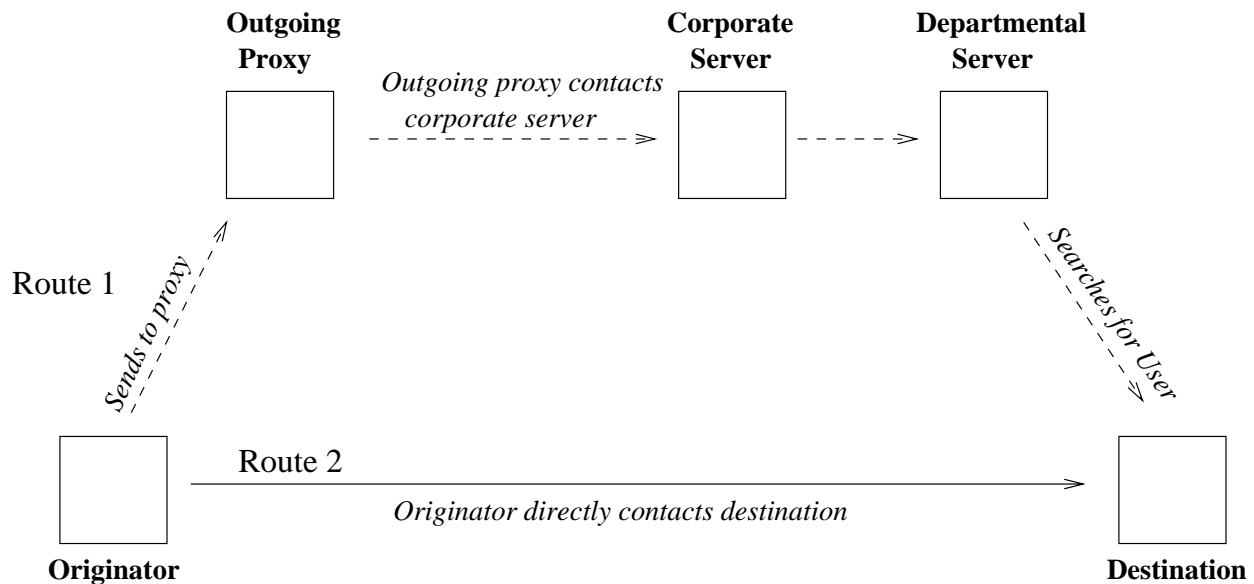 Outgoing
Proxy
Corporate
Server
Departmental
Server
Outgoing proxy contacts
corporate server
Route 1
Sends to proxy
Searches for User
Route 2
Originator directly contacts destination
Originator
Destination